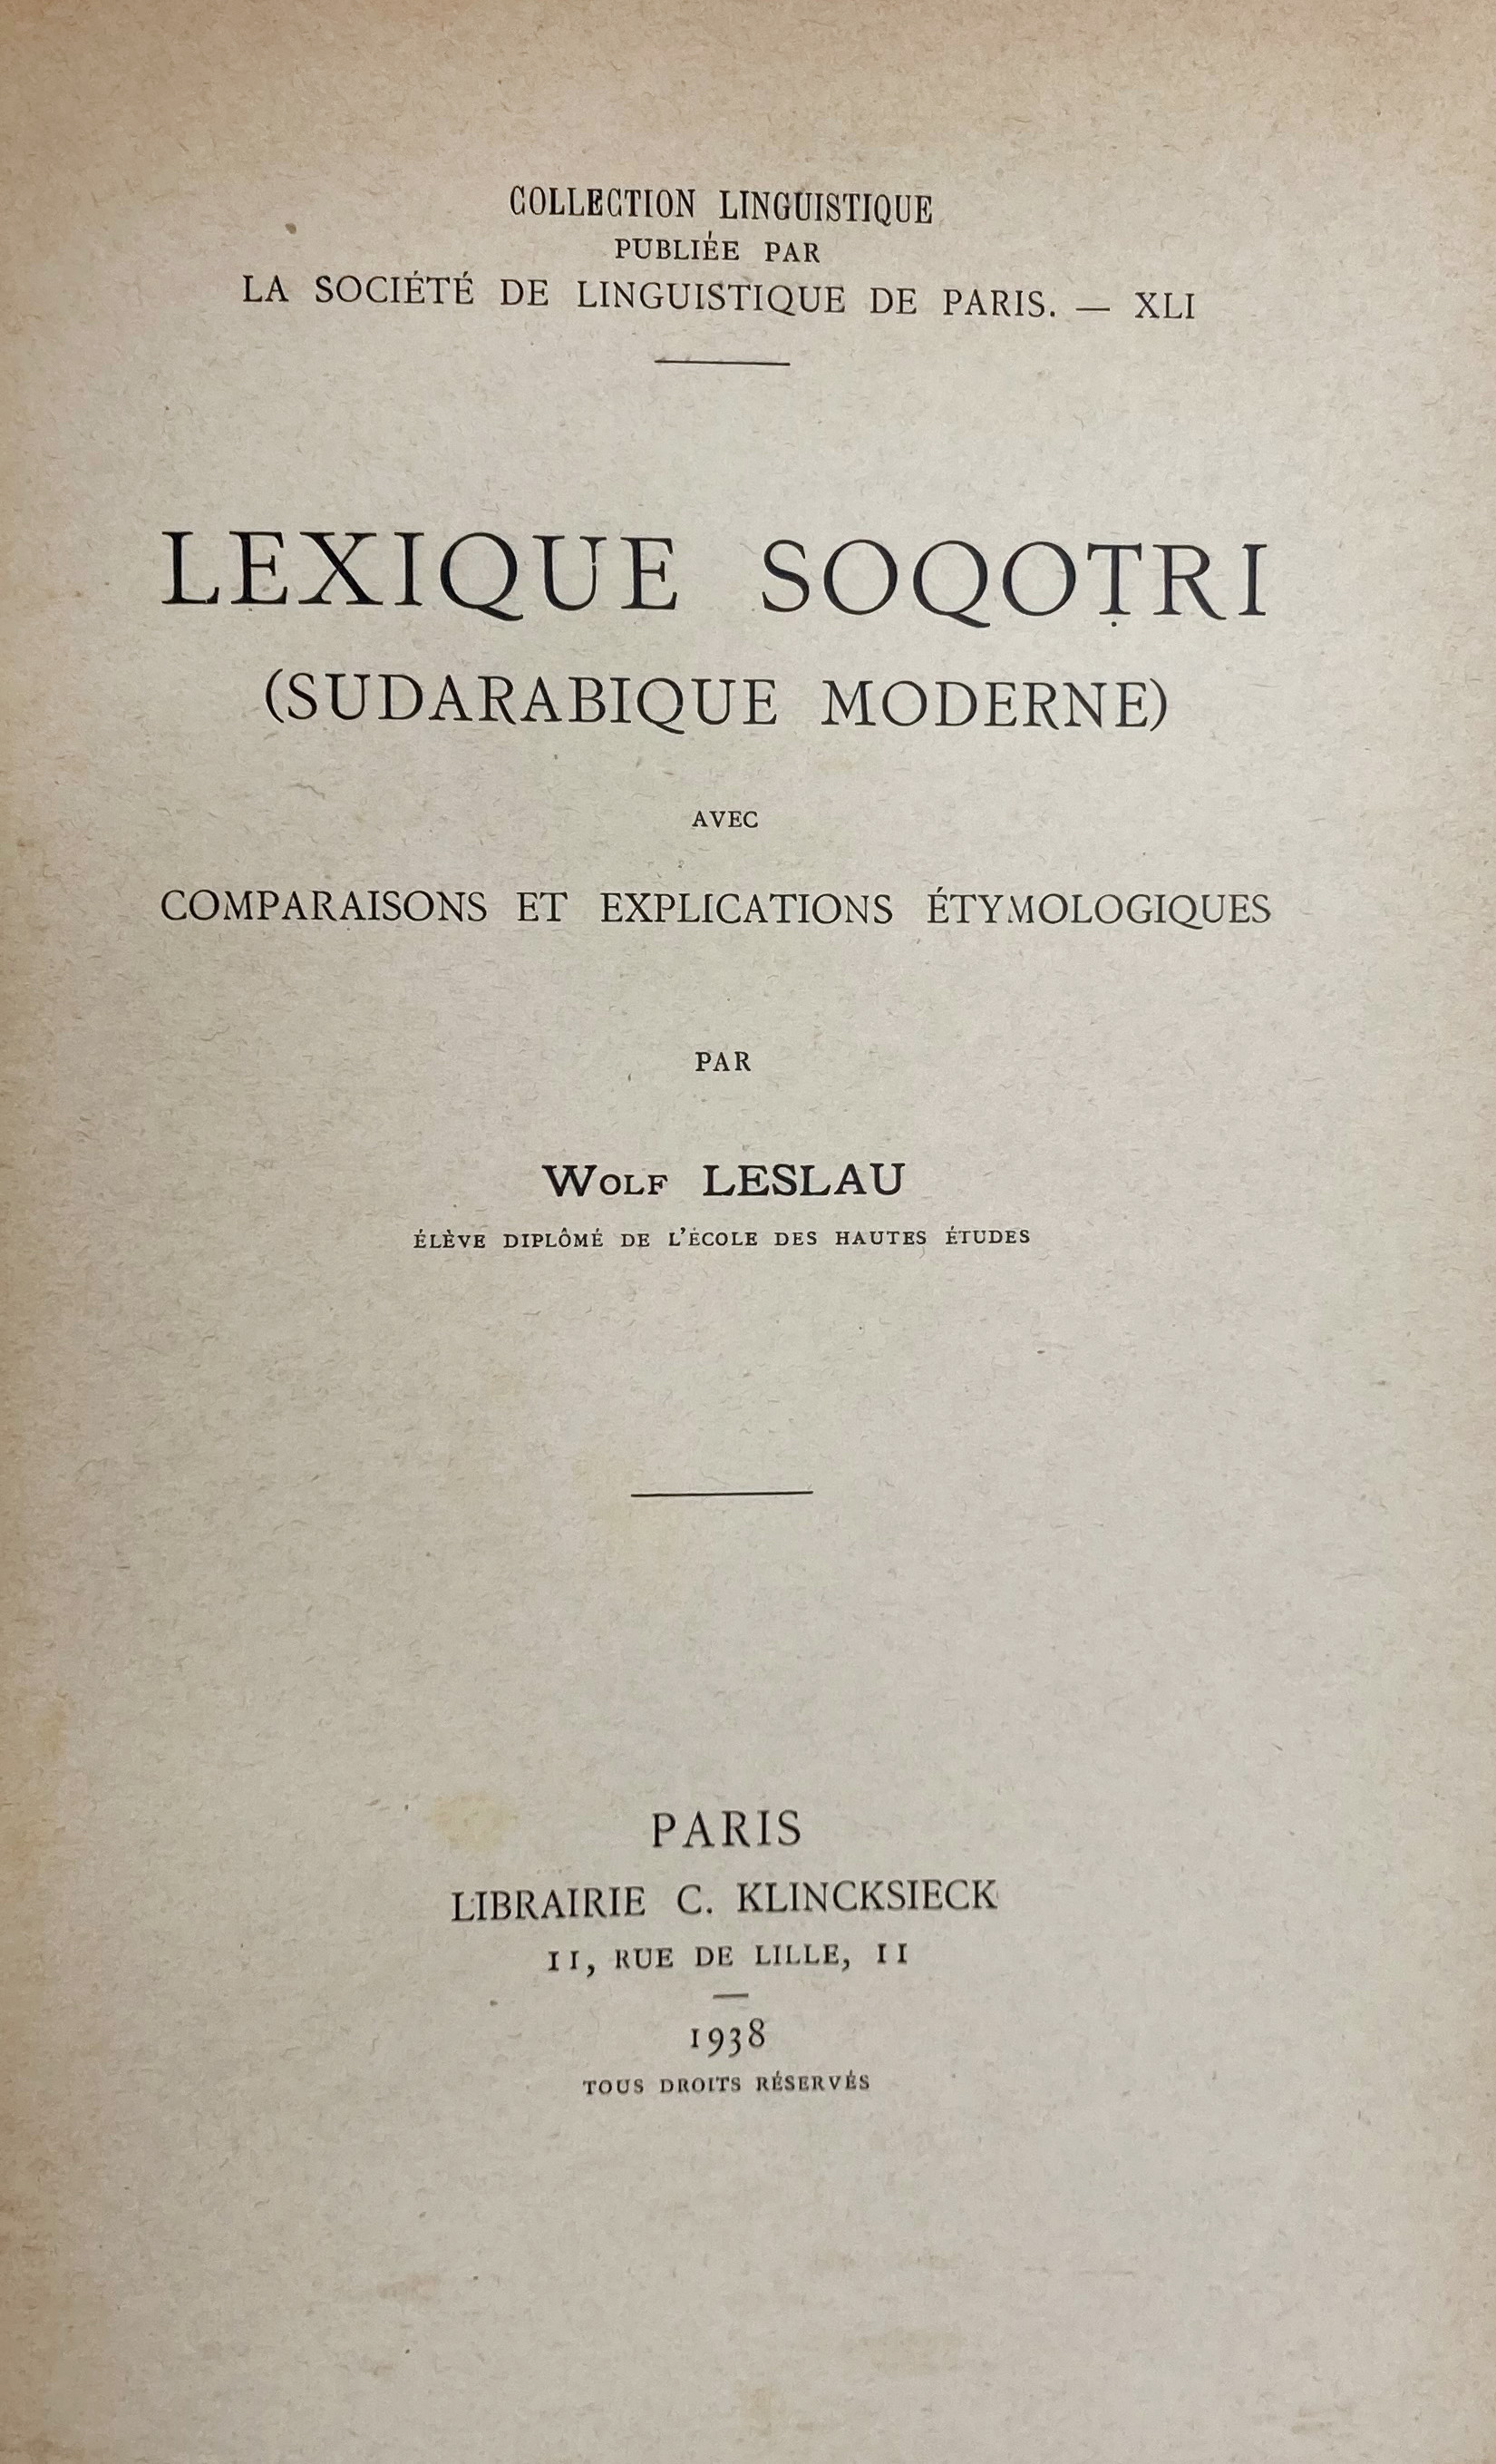 COLLECTION LINGUISTIQUE
PUBLIÉE PAR
LA SOCIÉTÉ DE LINGUISTIQUE DE PARIS. — XLI
LEXIQUE SOQOṬRI
(SUDARABIQUE MODERNE)
AVEC
COMPARAISONS ET EXPLICATIONS ÉTYMOLOGIQUES
PAR
WOLF LESLAU
ÉLÈVE DIPLÔMÉ DE L'ÉCOLE DES HAUTES ÉTUDES
PARIS
LIBRAIRIE C. KLINCKSIECK
11, RUE DE LILLE, 11
1938
TOUS DROITS RÉSERVÉS